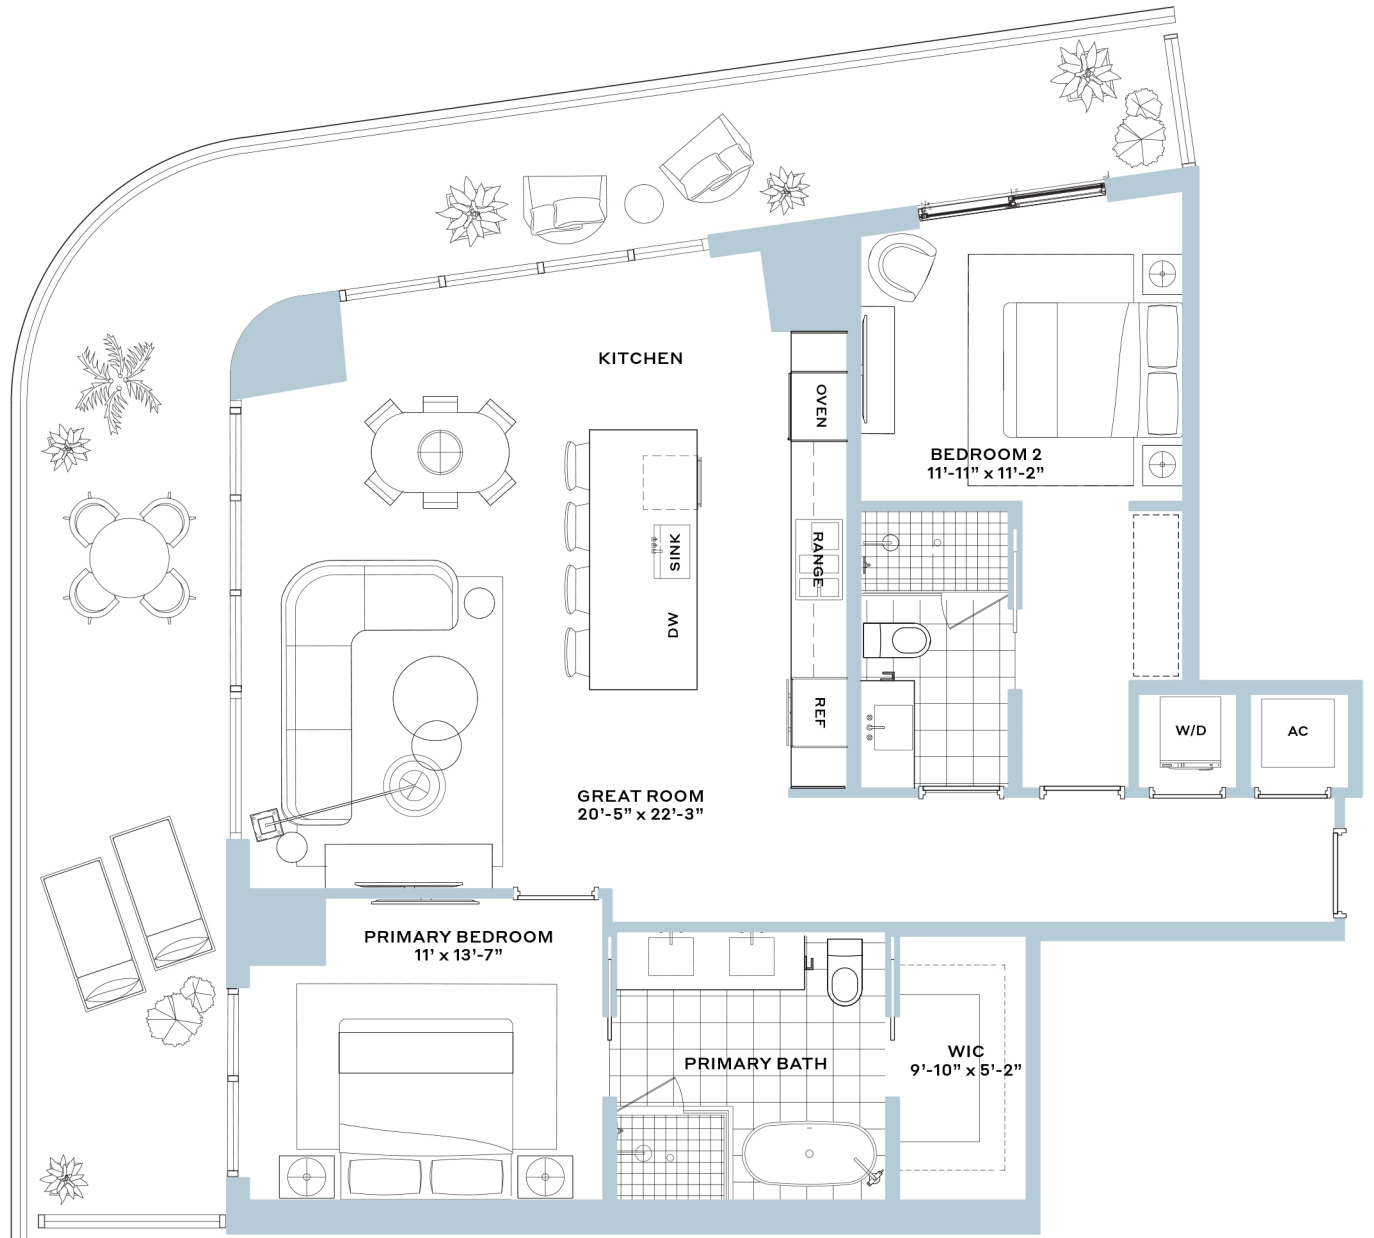 KITCHEN
OVEN
BEDROOM 2
11'-11” x 11'-2”
SINK
RANGE
DW
REF
W/D
AC
GREAT ROOM
20'-5” x 22'-3”
PRIMARY BEDROOM
11' x 13'-7”
PRIMARY BATH
WIC
9'-10” x 5'-2”